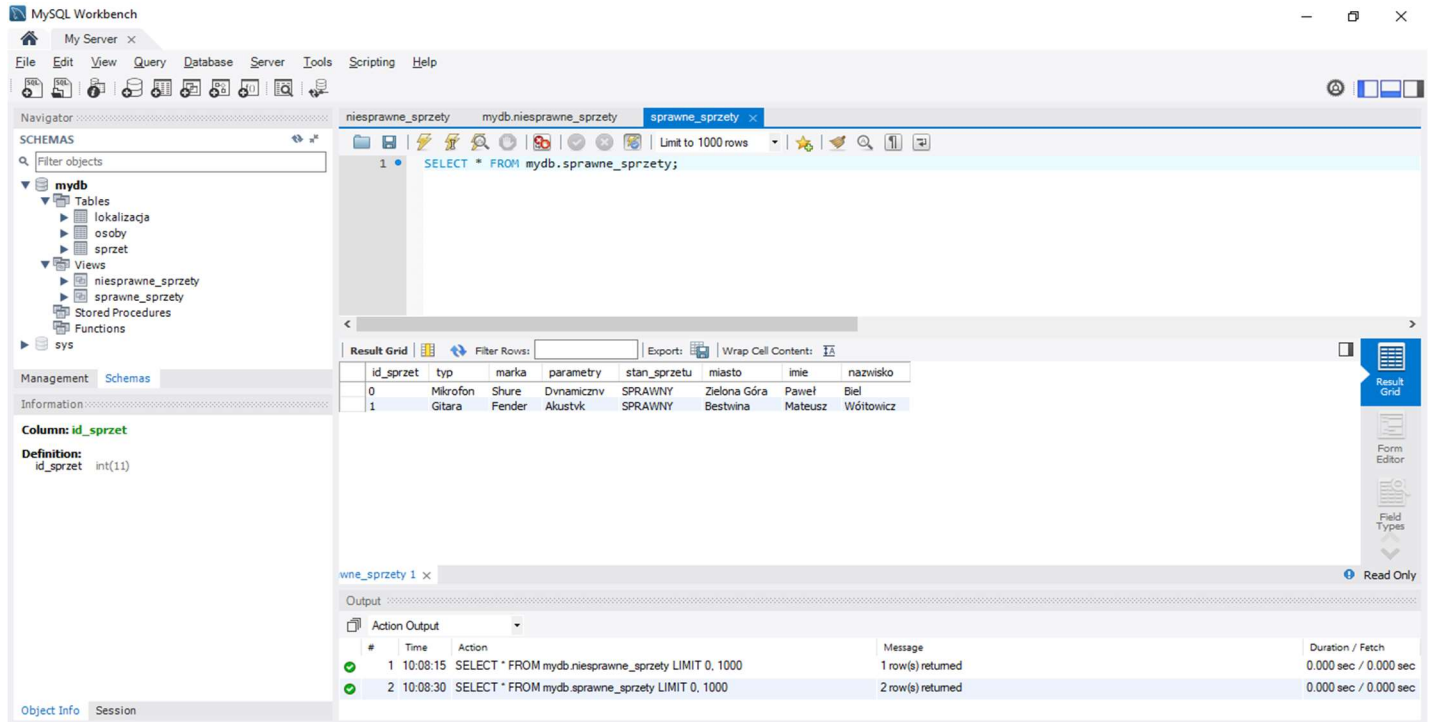 MySQL Workbench
My Server
File Edit View Query Database Server Tools Scripting Help
Navigator
SCHEMAS
Filter objects
mydb
Tables
lokalizacja
osoby
sprzet
Views
niesprawne_sprzety
sprawne_sprzety
Stored Procedures
Functions
sys
Management Schemas
Information
Column: id_sprzet
Definition:
id_sprzet int(11)
Object Info Session
niesprawne_sprzety mydb.niesprawne_sprzety sprawne_sprzety
Limit to 1000 rows
1 SELECT * FROM mydb.sprawne_sprzety;
Result Grid Filter Rows: Export: Wrap Cell Content:
id_sprzet typ marka parametry stan_sprzetu miasto imie nazwisko
0 Mikrofon Shure Dynamiczny SPRAWNY Zielona Góra Paweł Biel
1 Gitara Fender Akustyk SPRAWNY Bestwina Mateusz Wójtowicz
Result
Grid
Form
Editor
Field
Types
wne_sprzety 1
Read Only
Output
Action Output
# Time Action Message Duration / Fetch
1 10:08:15 SELECT * FROM mydb.niesprawne_sprzety LIMIT 0, 1000 1 row(s) returned 0.000 sec / 0.000 sec
2 10:08:30 SELECT * FROM mydb.sprawne_sprzety LIMIT 0, 1000 2 row(s) returned 0.000 sec / 0.000 sec